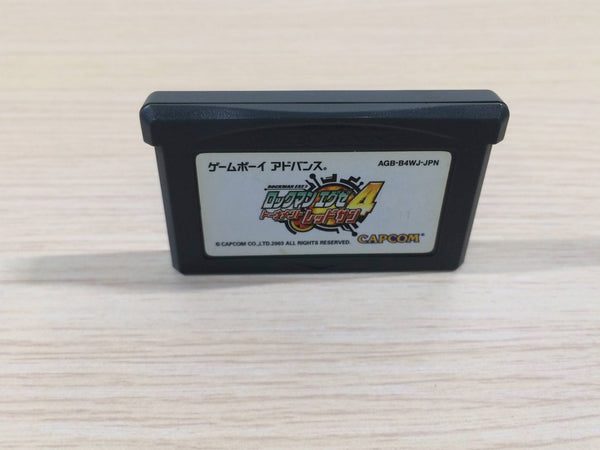 ゲームボーイ アドバンス®
AGB-B4WJ-JPN
ロックマン エグゼ 4
トーナメント レッドサン
© CAPCOM CO.,LTD.2003 ALL RIGHTS RESERVED.
CAPCOM